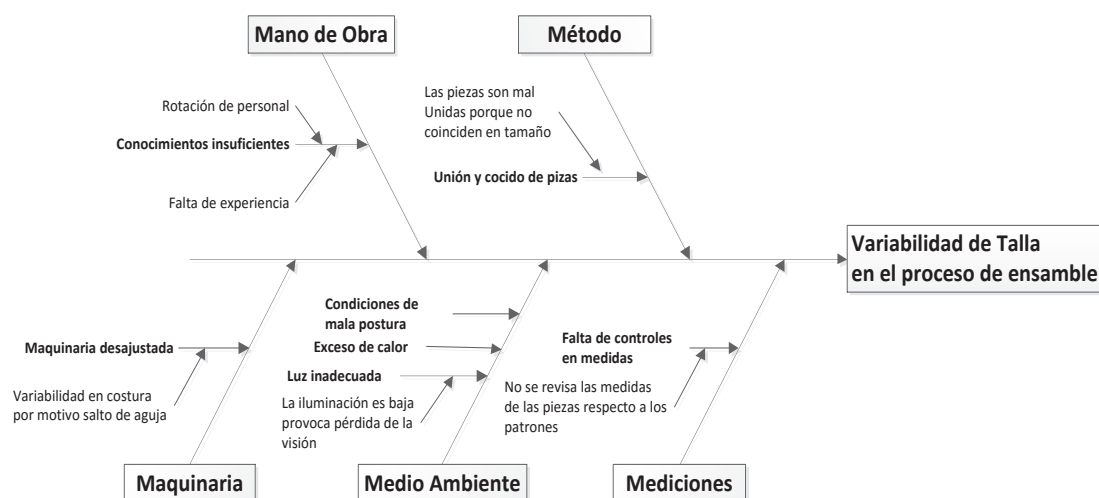 Mano de Obra
Método
Rotación de personal
Conocimientos insuficientes
Falta de experiencia
Las piezas son mal
Unidas porque no
coinciden en tamaño
Unión y cocido de pizas
Variabilidad de Talla
en el proceso de ensamble
Maquinaria desajustada
Variabilidad en costura
por motivo salto de aguja
Condiciones de
mala postura
Exceso de calor
Luz inadecuada
La iluminación es baja
provoca pérdida de la
visión
Falta de controles
en medidas
No se revisa las medidas
de las piezas respecto a los
patrones
Maquinaria
Medio Ambiente
Mediciones